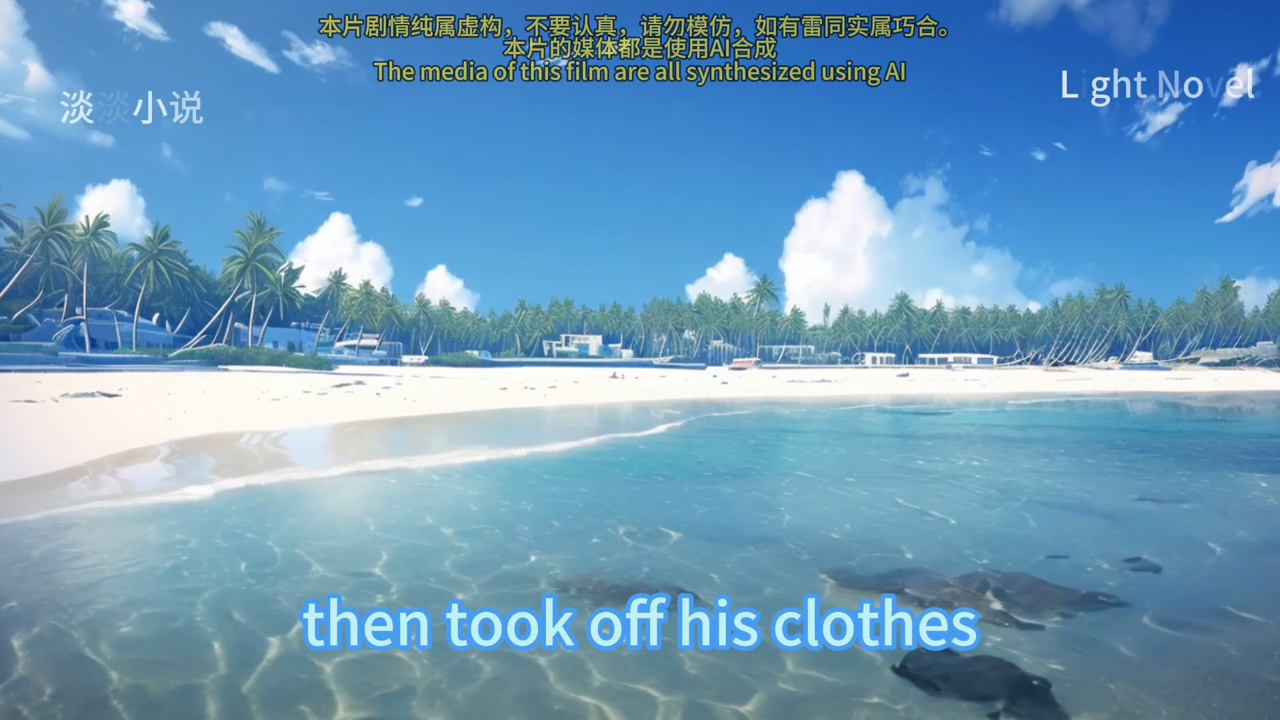 本片剧情纯属虚构，不要认真，请勿模仿，如有雷同实属巧合。
本片的媒体都是使用AI合成
The media of this film are all synthesized using AI
淡淡小说
Light Novel
then took off his clothes